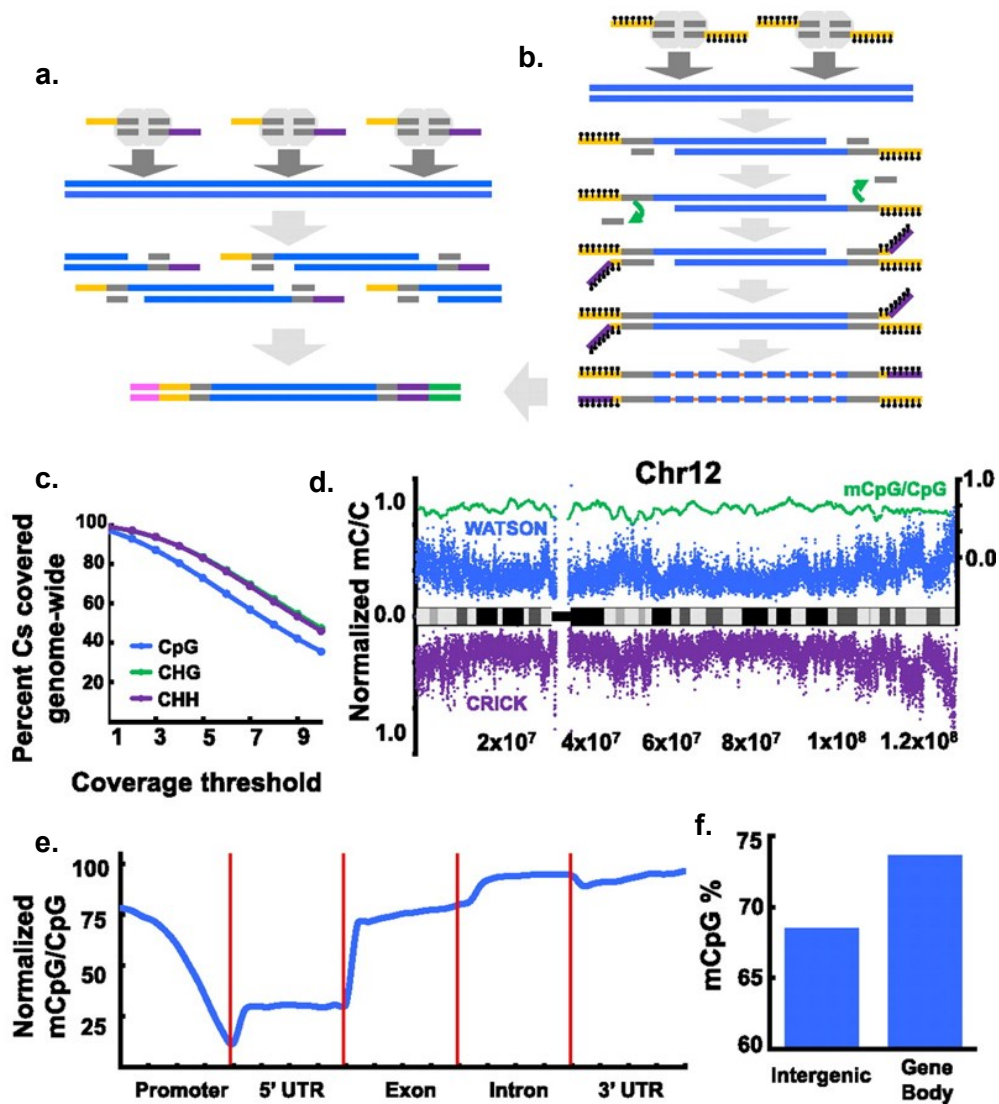 a.
b.
c.
100
80
60
40
20
Percent Cs covered
genome-wide
CpG
CHG
CHH
1 3 5 7 9
Coverage threshold
d.
Chr12
Normalized mC/C
1.0
0.0
1.0
mCpG/CpG
WATSON
CRICK
1.0
0.0
2x10⁷ 4x10⁷ 6x10⁷ 8x10⁷ 1x10⁸ 1.2x10⁸
e.
Normalized
mCpG/CpG
100
75
50
25
Promoter 5' UTR Exon Intron 3' UTR
f.
mCpG %
75
70
65
60
Intergenic Gene
Body